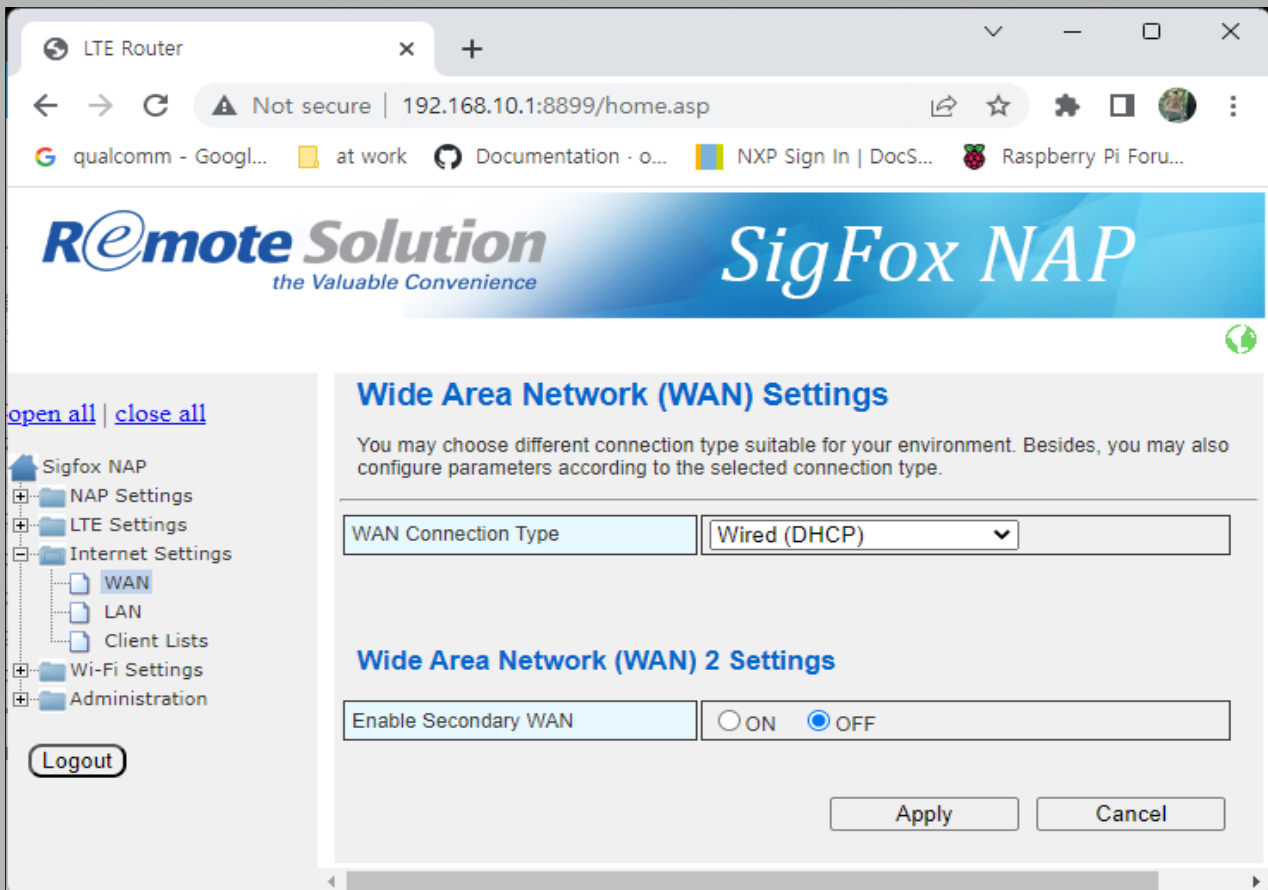 LTE Router
Not secure | 192.168.10.1:8899/home.asp
qualcomm - Googl...
at work
Documentation · o...
NXP Sign In | DocS...
Raspberry Pi Foru...
Remote Solution
the Valuable Convenience
SigFox NAP
open all | close all
Sigfox NAP
NAP Settings
LTE Settings
Internet Settings
WAN
LAN
Client Lists
Wi-Fi Settings
Administration
Logout
Wide Area Network (WAN) Settings
You may choose different connection type suitable for your environment. Besides, you may also
configure parameters according to the selected connection type.
WAN Connection Type
Wired (DHCP)
Wide Area Network (WAN) 2 Settings
Enable Secondary WAN
ON OFF
Apply
Cancel